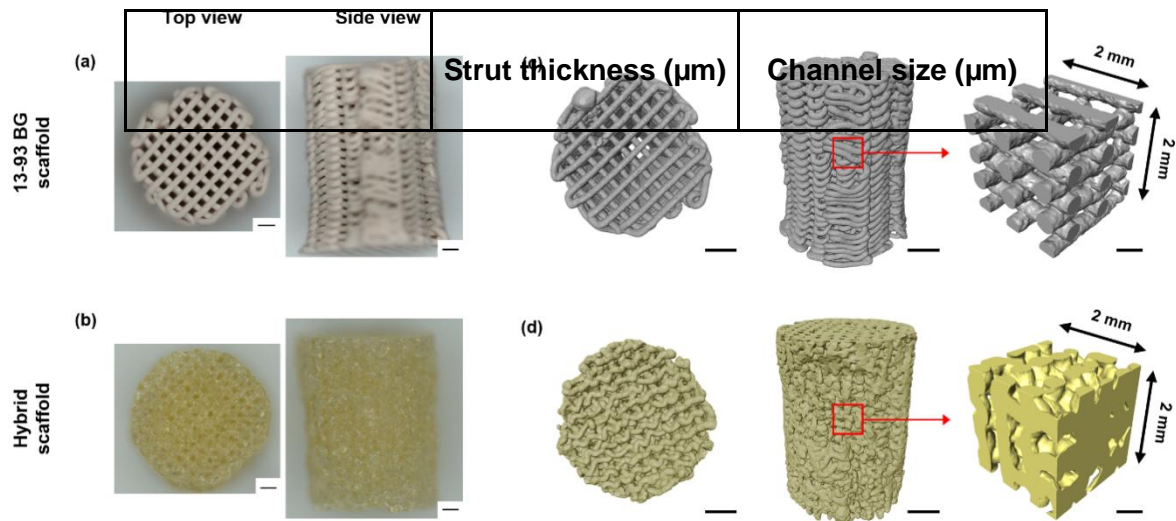 Top view
Side view
(a)
Strut thickness (µm)
Channel size (µm)
2 mm
2 mm
13-93 BG
scaffold
(b)
(d)
2 mm
2 mm
Hybrid
scaffold